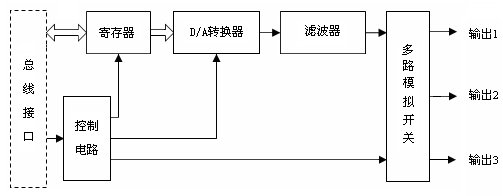 总线接口
寄存器
D/A转换器
滤波器
控制
电路
多路模拟开关
输出1
输出2
输出3